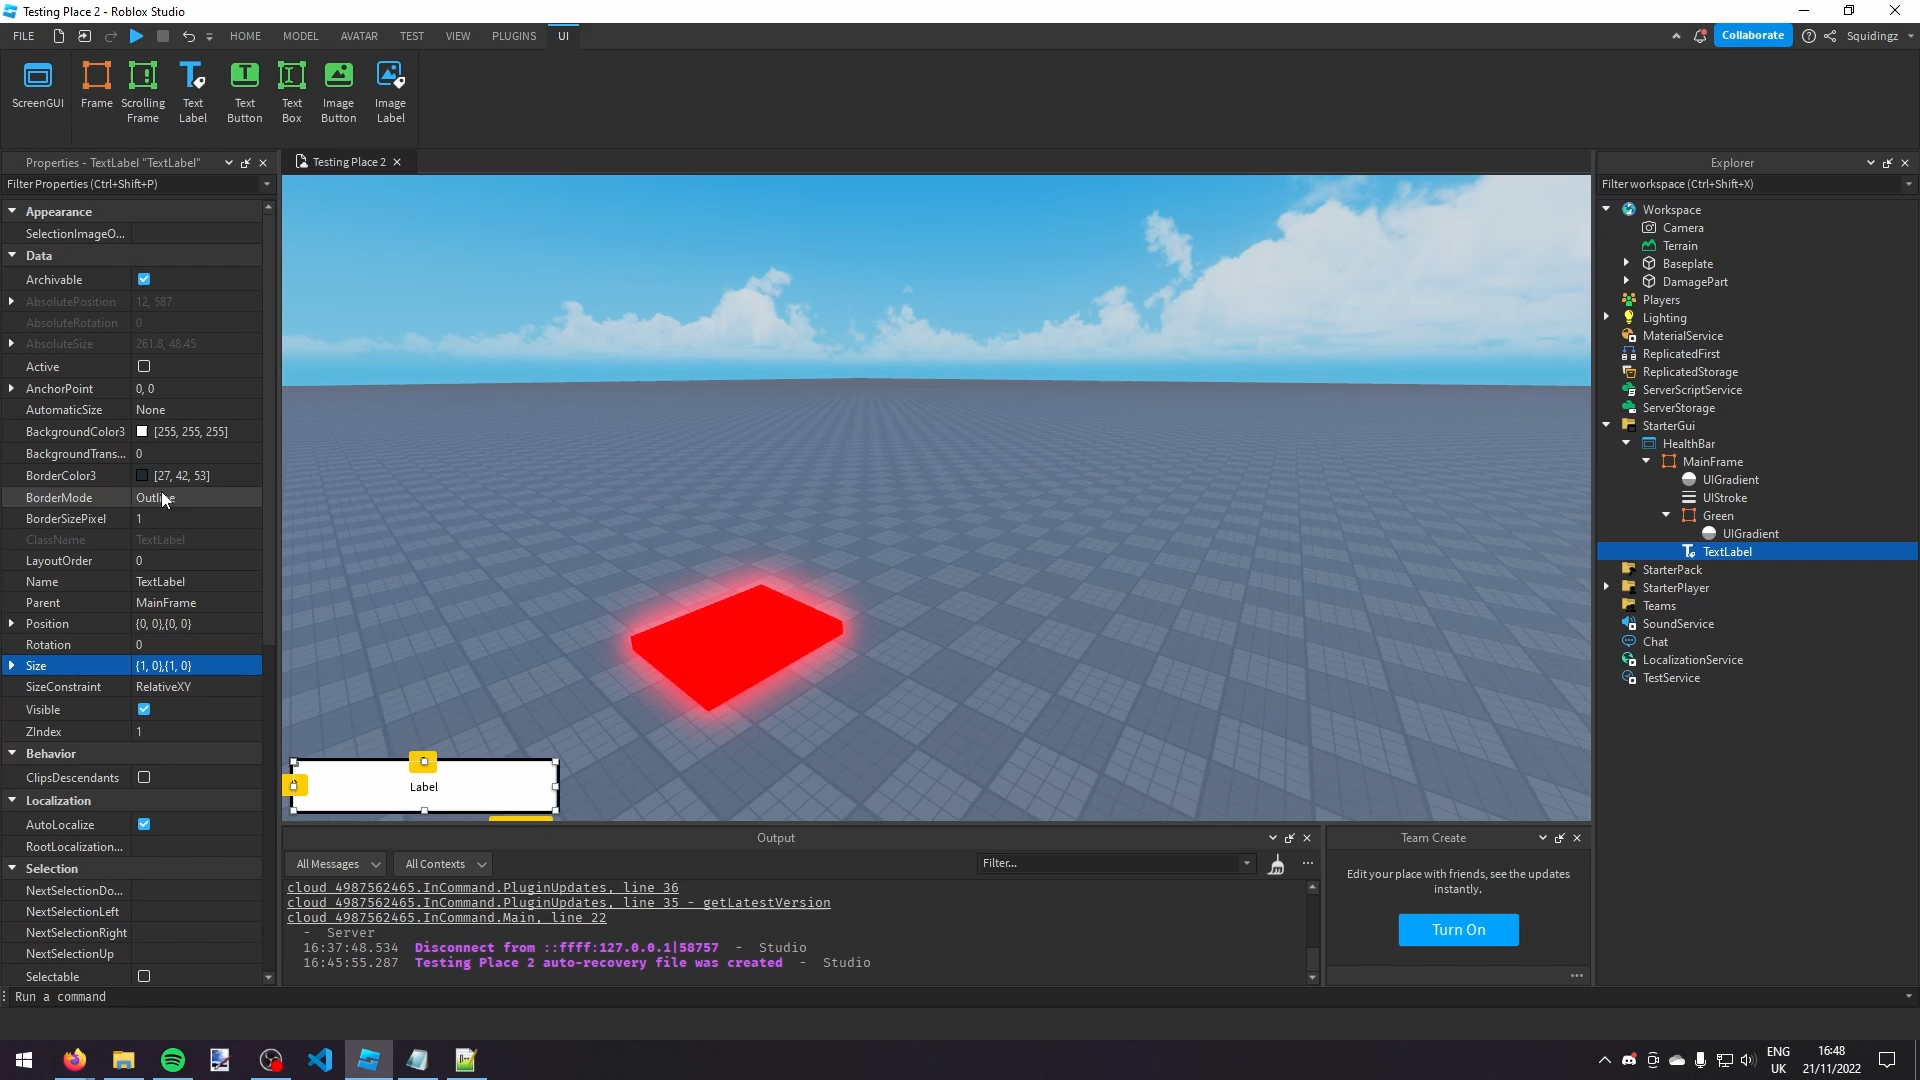 Testing Place 2 - Roblox Studio
FILE HOME MODEL AVATAR TEST VIEW PLUGINS UI Collaborate Squidingz
ScreenGUI
Frame
Scrolling
Frame
Text
Label
Text
Button
Text
Box
Image
Button
Image
Label
Properties - TextLabel "TextLabel"
Filter Properties (Ctrl+Shift+P)
Appearance
SelectionImageO...
Data
Archivable
AbsolutePosition 12, 587
AbsoluteRotation 0
AbsoluteSize 261.8, 48.45
Active
AnchorPoint 0, 0
AutomaticSize None
BackgroundColor3 [255, 255, 255]
BackgroundTrans... 0
BorderColor3 [27, 42, 53]
BorderMode Outline
BorderSizePixel 1
ClassName TextLabel
LayoutOrder 0
Name TextLabel
Parent MainFrame
Position {0, 0},{0, 0}
Rotation 0
Size {1, 0},{1, 0}
SizeConstraint RelativeXY
Visible
ZIndex 1
Behavior
ClipsDescendants
Localization
AutoLocalize
RootLocalization...
Selection
NextSelectionDo...
NextSelectionLeft
NextSelectionRight
NextSelectionUp
Selectable
Testing Place 2
Label
Output
All Messages All Contexts Filter...
cloud_4987562465.InCommand.PluginUpdates, line 36
cloud_4987562465.InCommand.PluginUpdates, line 35 - getLatestVersion
cloud_4987562465.InCommand.Main, line 22
- Server
16:37:48.534 Disconnect from ::ffff:127.0.0.1|58757 - Studio
16:45:55.287 Testing Place 2 auto-recovery file was created - Studio
Team Create
Edit your place with friends, see the updates
instantly.
Turn On
Explorer
Filter workspace (Ctrl+Shift+X)
Workspace
Camera
Terrain
Baseplate
DamagePart
Players
Lighting
MaterialService
ReplicatedFirst
ReplicatedStorage
ServerScriptService
ServerStorage
StarterGui
HealthBar
MainFrame
UIGradient
UIStroke
Green
UIGradient
TextLabel
StarterPack
StarterPlayer
Teams
SoundService
Chat
LocalizationService
TestService
Run a command
ENG
UK
16:48
21/11/2022